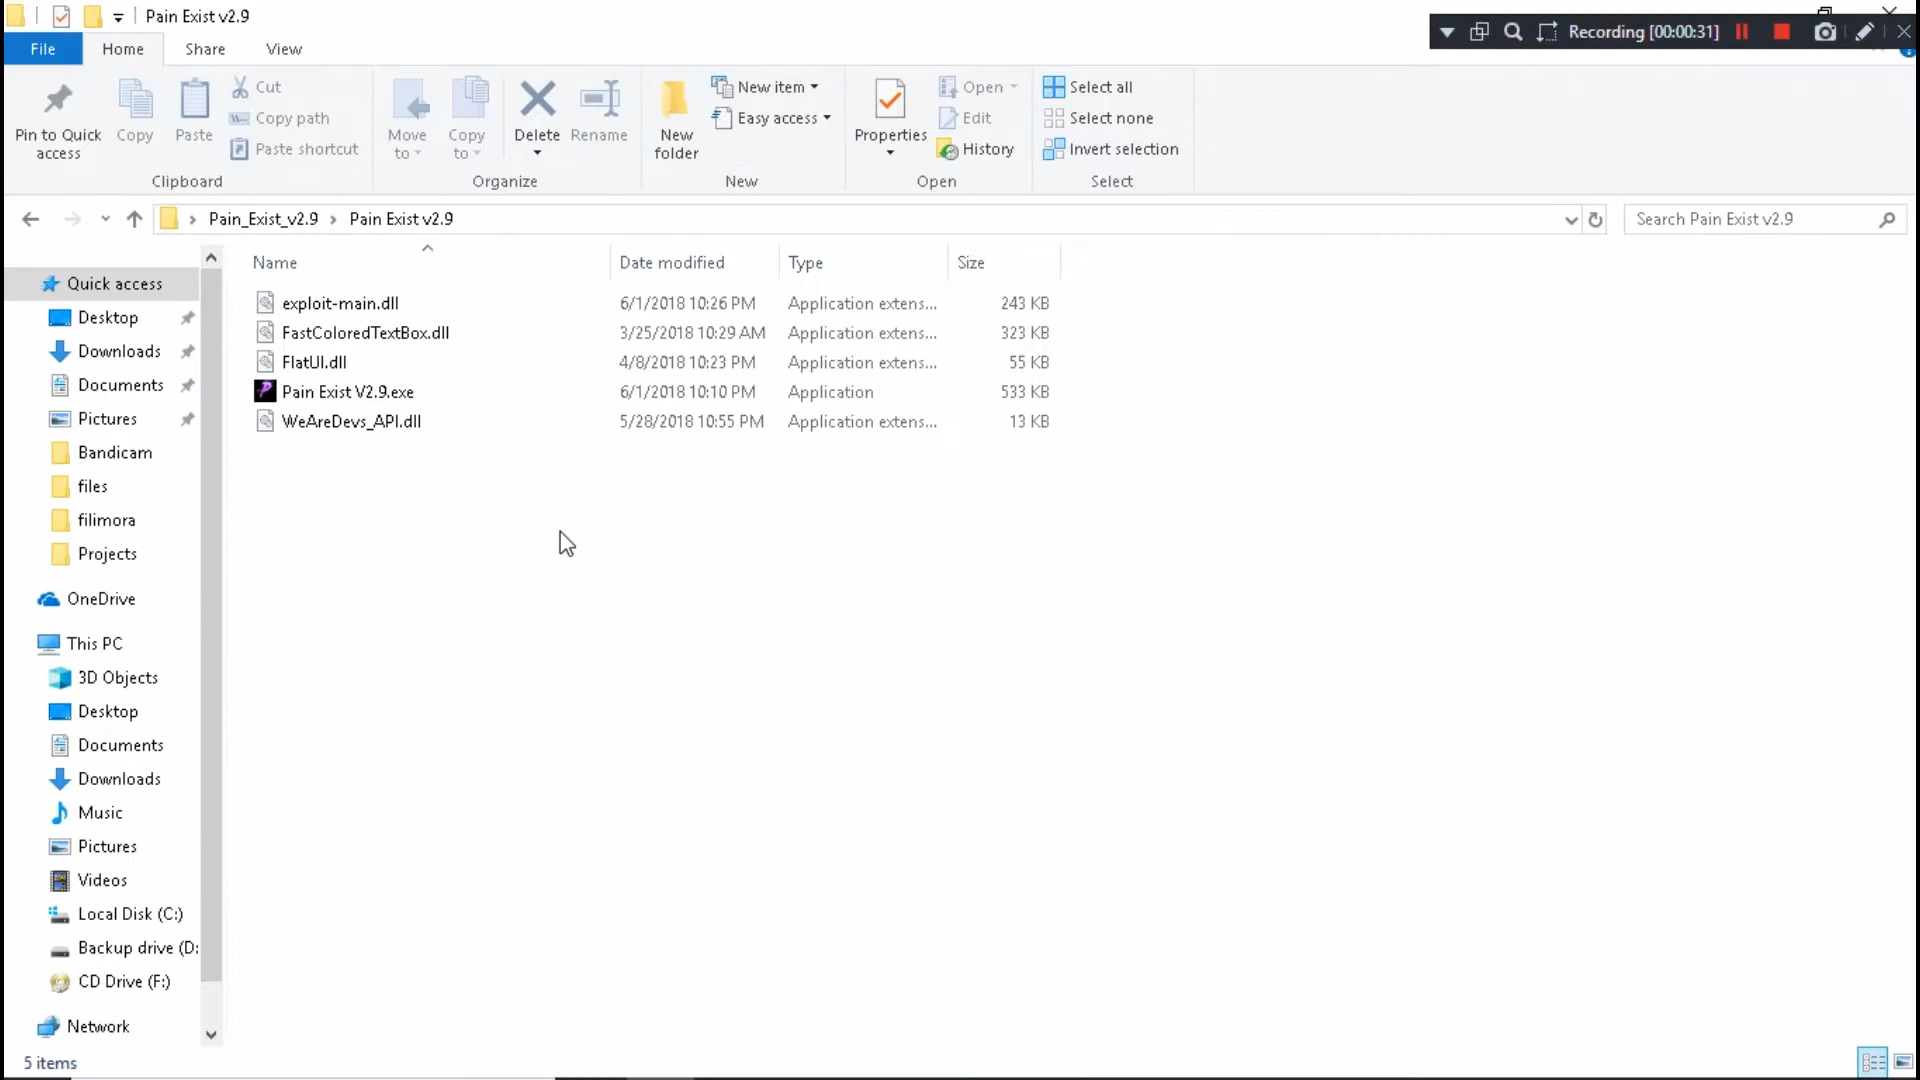 Pain Exist v2.9
Recording [00:00:31]
File Home Share View
Pin to Quick access
Copy
Paste
Cut
Copy path
Paste shortcut
Clipboard
Move to
Copy to
Delete
Rename
Organize
New folder
New item
Easy access
New
Properties
Open
Edit
History
Open
Select all
Select none
Invert selection
Select
Pain_Exist_v2.9 > Pain Exist v2.9
Search Pain Exist v2.9
Name Date modified Type Size
exploit-main.dll 6/1/2018 10:26 PM Application extens... 243 KB
FastColoredTextBox.dll 3/25/2018 10:29 AM Application extens... 323 KB
FlatUI.dll 4/8/2018 10:23 PM Application extens... 55 KB
Pain Exist V2.9.exe 6/1/2018 10:10 PM Application 533 KB
WeAreDevs_API.dll 5/28/2018 10:55 PM Application extens... 13 KB
Quick access
Desktop
Downloads
Documents
Pictures
Bandicam
files
filimora
Projects
OneDrive
This PC
3D Objects
Desktop
Documents
Downloads
Music
Pictures
Videos
Local Disk (C:)
Backup drive (D:
CD Drive (F:)
Network
5 items